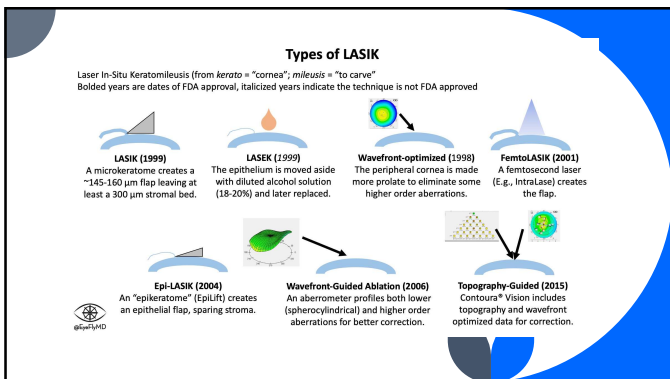 Types of LASIK
Laser In-Situ Keratomileusis (from kerato = “cornea”; mileusis = “to carve”
Bolded years are dates of FDA approval, italicized years indicate the technique is not FDA approved
LASIK (1999)
A microkeratome creates a
~145-160 µm flap leaving at
least a 300 µm stromal bed.
LASEK (1999)
The epithelium is moved aside
with diluted alcohol solution
(18-20%) and later replaced.
Wavefront-optimized (1998)
The peripheral cornea is made
more prolate to eliminate some
higher order aberrations.
FemtoLASIK (2001)
A femtosecond laser
(E.g., IntraLase) creates
the flap.
Epi-LASIK (2004)
An “epikeratome” (EpiLift) creates
an epithelial flap, sparing stroma.
Wavefront-Guided Ablation (2006)
An aberrometer profiles both lower
(spherocylindrical) and higher order
aberrations for better correction.
Topography-Guided (2015)
Contoura® Vision includes
topography and wavefront
optimized data for correction.
@EyeFlyMD